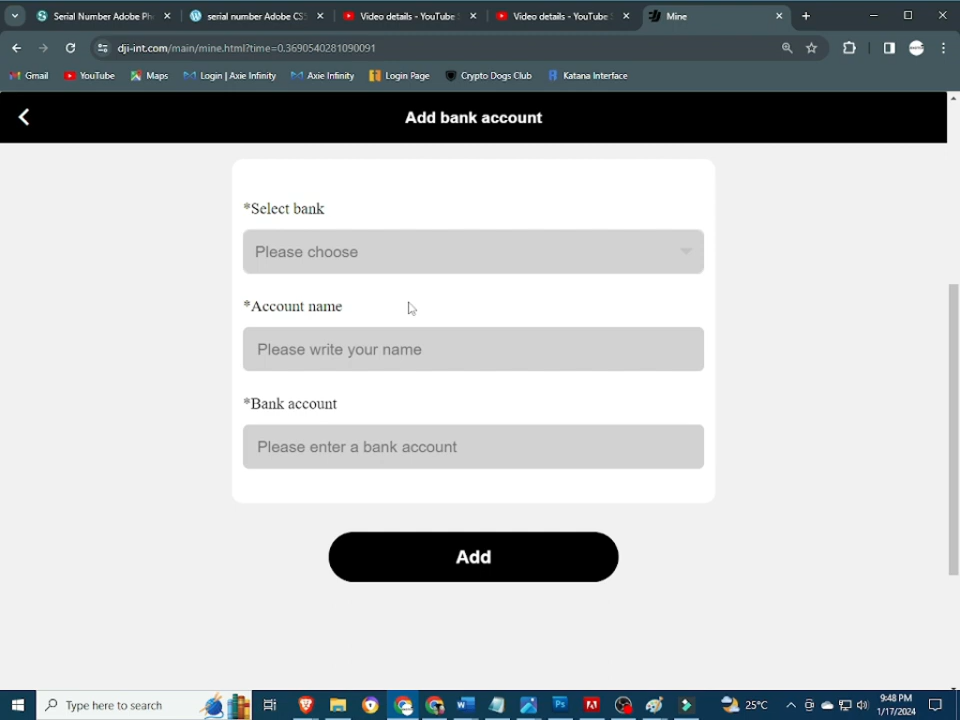 Serial Number Adobe Ph
serial number Adobe CS
Video details - YouTube
Video details - YouTube
Mine
dji-int.com/main/mine.html?time=0.3690540281090091
Gmail
YouTube
Maps
Login | Axie Infinity
Axie Infinity
Login Page
Crypto Dogs Club
Katana Interface
Add bank account
*Select bank
Please choose
*Account name
Please write your name
*Bank account
Please enter a bank account
Add
Type here to search
25°C
9:48 PM
1/17/2024